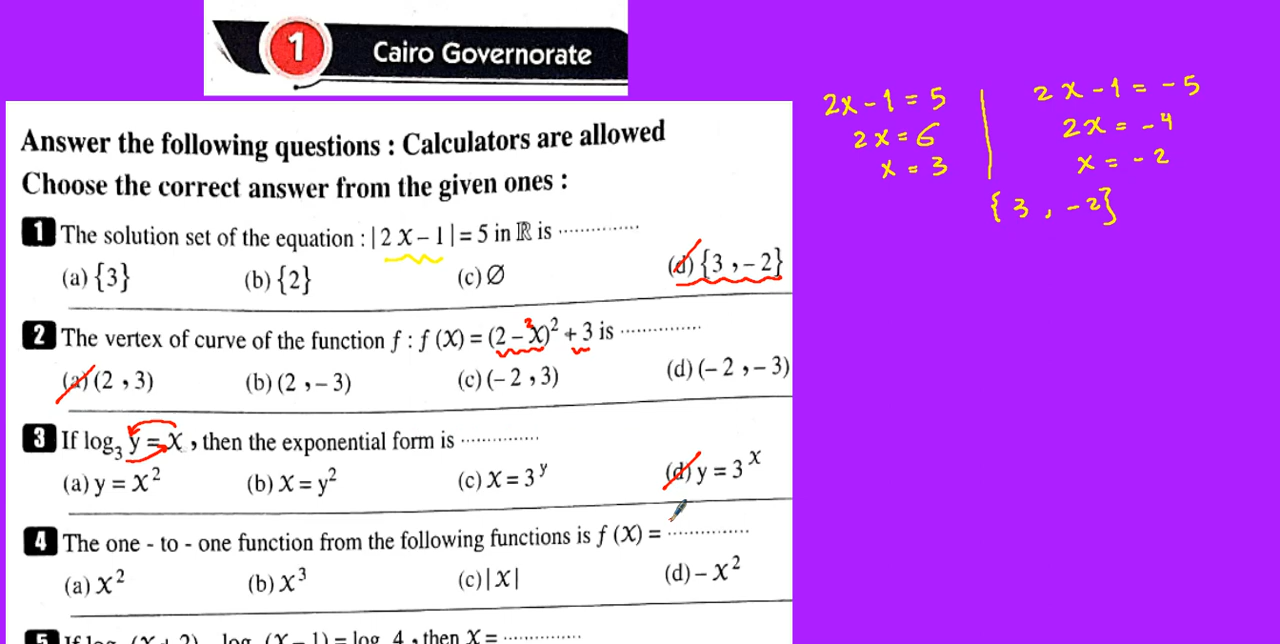 1 Cairo Governorate
Answer the following questions : Calculators are allowed
Choose the correct answer from the given ones :
1 The solution set of the equation : | 2 x – 1 | = 5 in ℝ is ...............
(a) {3} (b) {2} (c) Ø (d) {3 , – 2}
2 The vertex of curve of the function f : f (x) = (2 – x)² + 3 is ...............
(a) (2 , 3) (b) (2 , – 3) (c) (– 2 , 3) (d) (– 2 , – 3)
3 If log₃ y = x , then the exponential form is ...............
(a) y = x² (b) x = y² (c) x = 3ʸ (d) y = 3ˣ
4 The one - to - one function from the following functions is f (x) = ...............
(a) x² (b) x³ (c) | x | (d) – x²
2x - 1 = 5
2x = 6
x = 3
2x - 1 = - 5
2x = - 4
x = - 2
{ 3 , - 2}